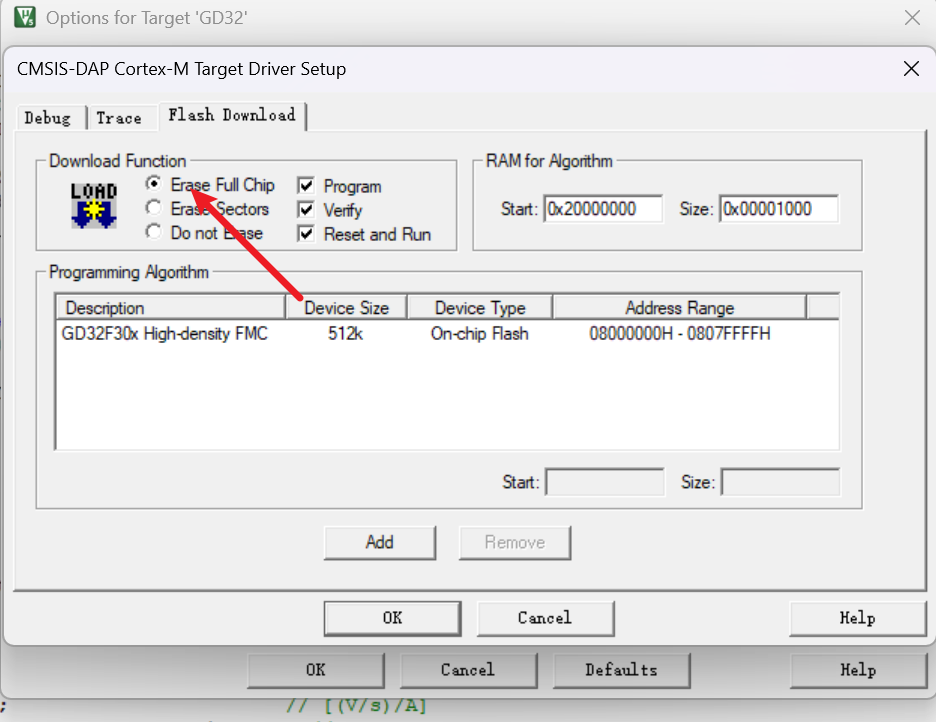 Options for Target 'GD32'
CMSIS-DAP Cortex-M Target Driver Setup
Debug Trace Flash Download
Download Function
LOAD
Erase Full Chip
Erase Sectors
Do not Erase
Program
Verify
Reset and Run
RAM for Algorithm
Start: 0x20000000 Size: 0x00001000
Programming Algorithm
Description Device Size Device Type Address Range
GD32F30x High-density FMC 512k On-chip Flash 08000000H - 0807FFFFH
Start: Size:
Add Remove
OK Cancel Help
OK Cancel Defaults Help
; // [(V/s)/A]